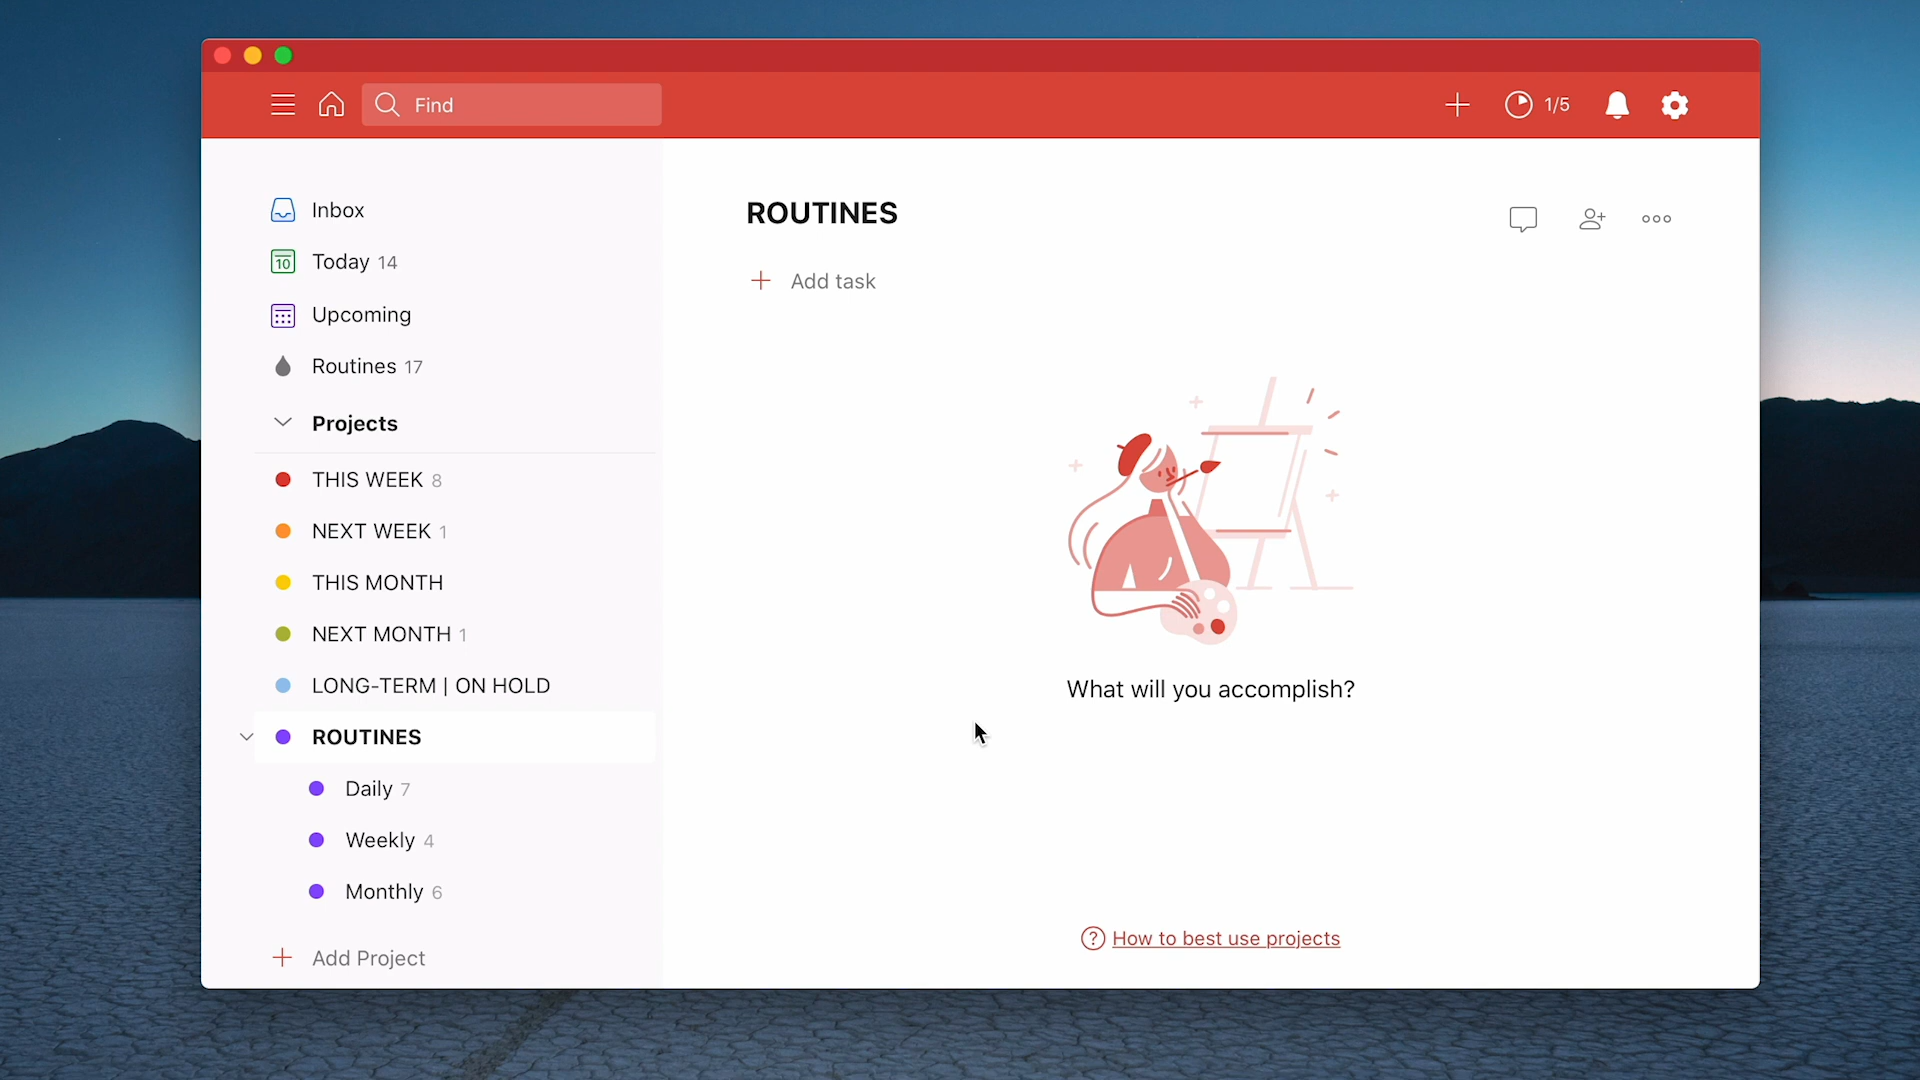 Find
1/5
Inbox
10
Today 14
Upcoming
Routines 17
Projects
THIS WEEK 8
NEXT WEEK 1
THIS MONTH
NEXT MONTH 1
LONG-TERM | ON HOLD
ROUTINES
Daily 7
Weekly 4
Monthly 6
Add Project
ROUTINES
Add task
What will you accomplish?
? How to best use projects